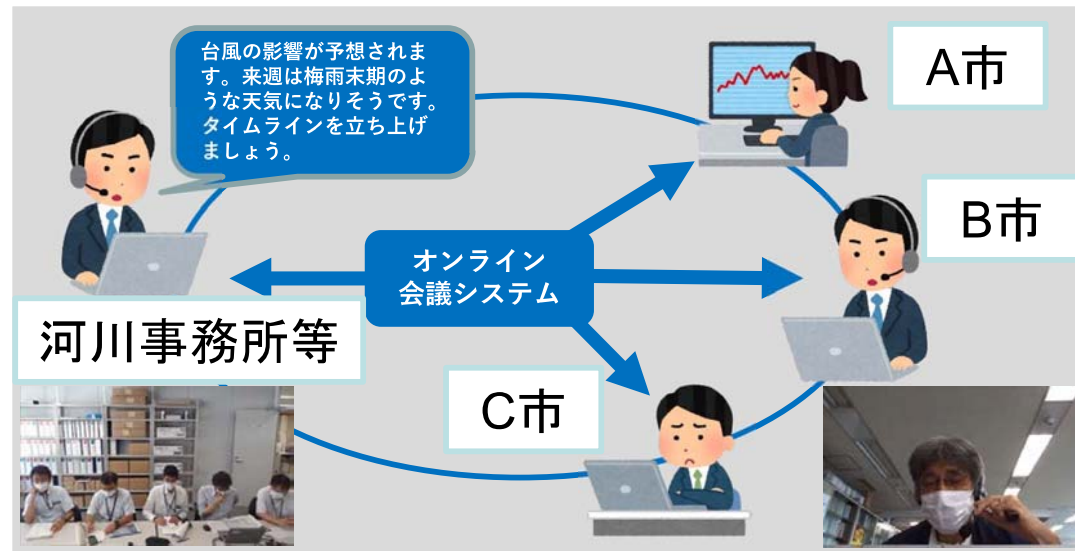 台風の影響が予想されま
す。来週は梅雨末期のよ
うな天気になりそうです。
タイムラインを立ち上げ
ましょう。
A市
B市
オンライン
会議システム
河川事務所等
C市